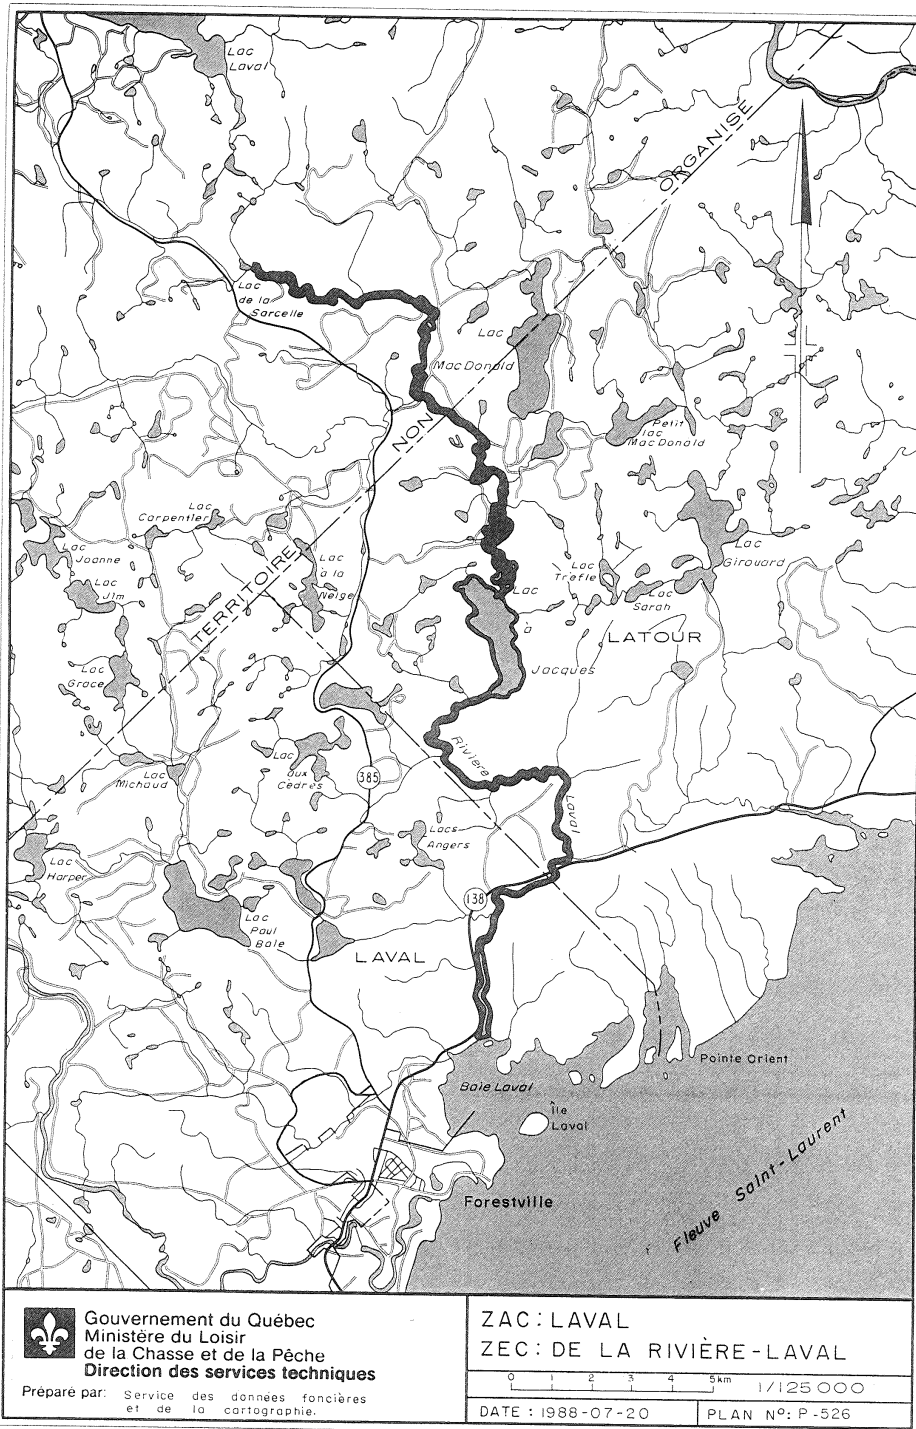 Lac
Laval
ORGANISÉ
Lac
de la
Sarcelle
Lac
MacDonald
NON
Petit
lac
MacDonald
Lac
Carpentier
Lac
Joanne
Lac
Jim
Lac
à la
Neige
TERRITOIRE
Lac
Girouard
Lac
Trèfle
Lac
Sarah
Lac
à
Jacques
LATOUR
Lac
Grace
Rivière
Laval
Lac
aux
Cèdres
385
Lac
Michaud
Lacs
Angers
Lac
Harper
138
Lac
Paul
Baie
LAVAL
Pointe Orient
Baie Laval
Île
Laval
Fleuve Saint-Laurent
Forestville
Gouvernement du Québec
Ministère du Loisir
de la Chasse et de la Pêche
Direction des services techniques
Préparé par: Service des données foncières
et de la cartographie.
ZAC: LAVAL
ZEC: DE LA RIVIÈRE-LAVAL
0 1 2 3 4 5km 1/125 000
DATE : 1988-07-20
PLAN Nº: P-526